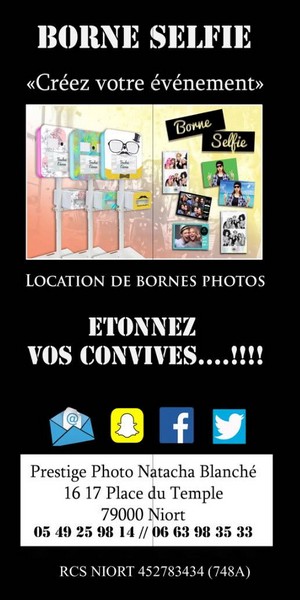 BORNE SELFIE
«Créez votre événement»
Borne
Selfie
LOCATION DE BORNES PHOTOS
ETONNEZ
VOS CONVIVES....!!!!
Prestige Photo Natacha Blanché
16 17 Place du Temple
79000 Niort
05 49 25 98 14 // 06 63 98 35 33
RCS NIORT 452783434 (748A)